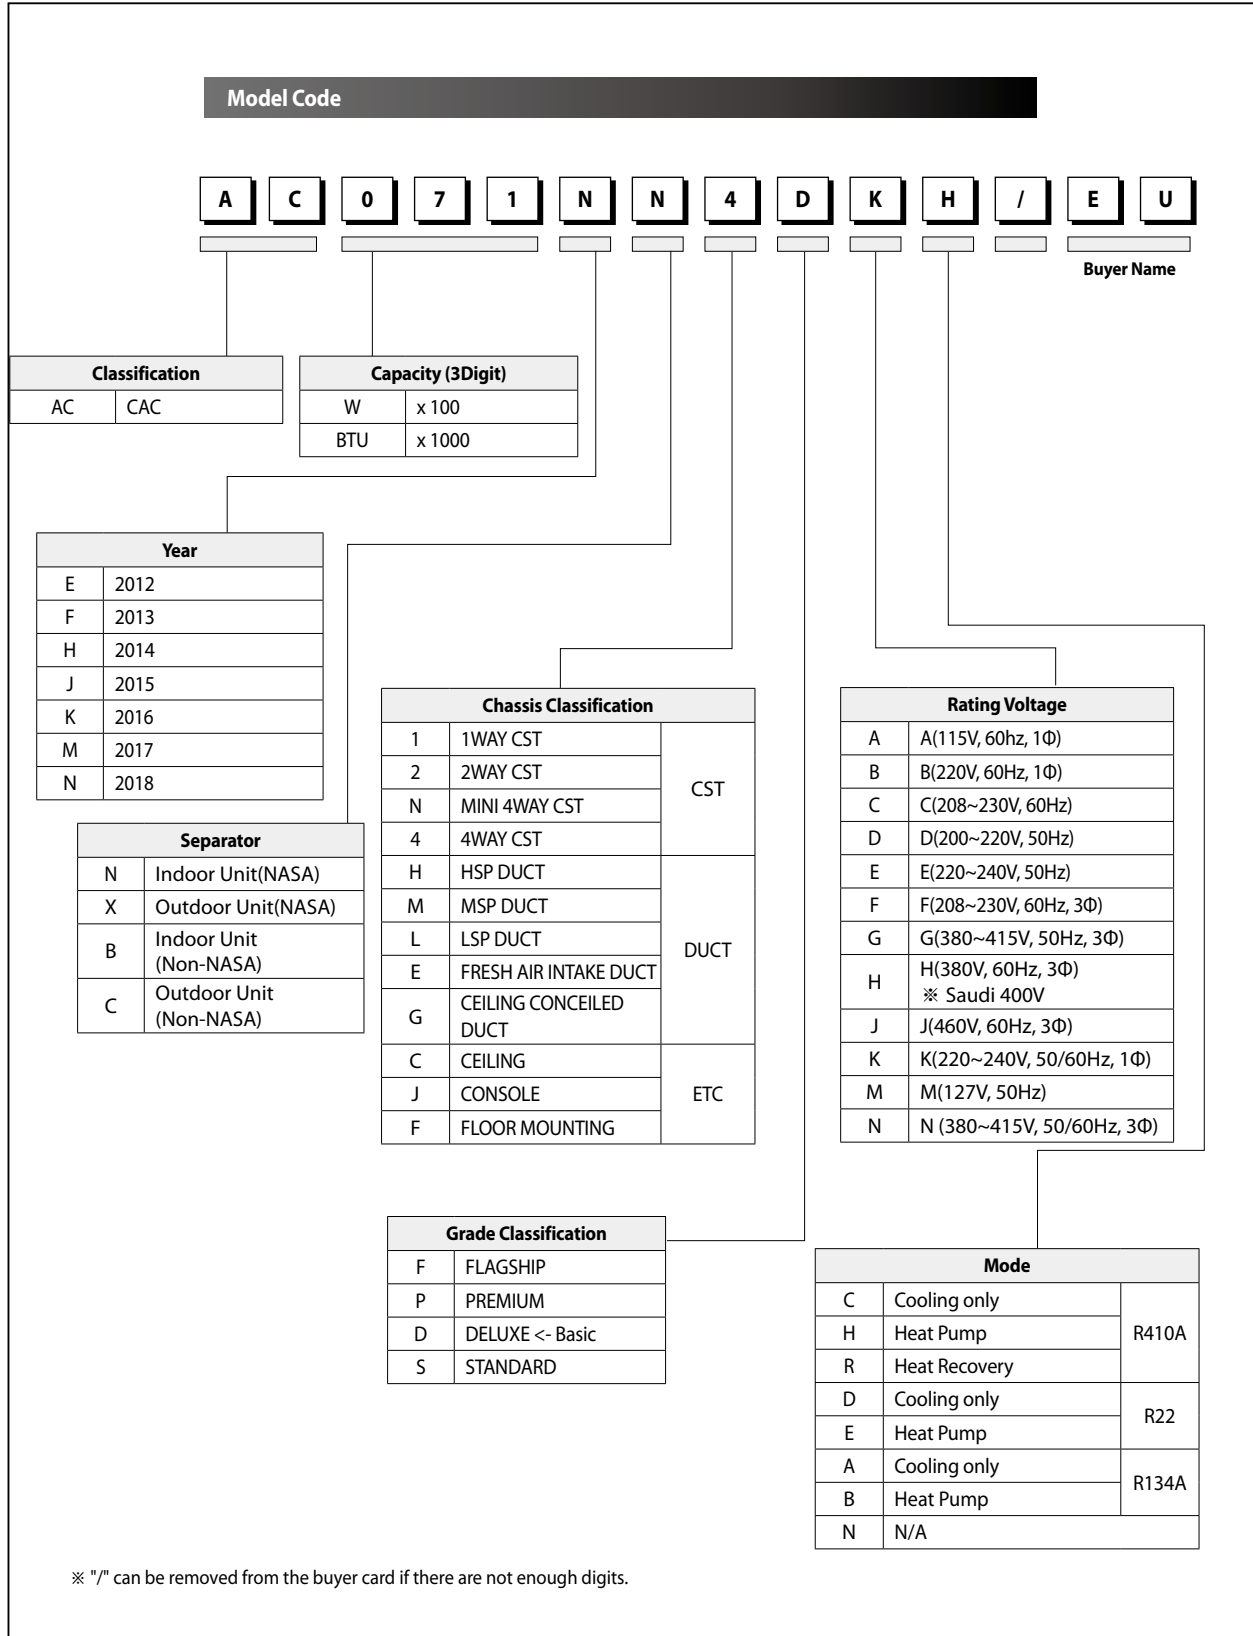 Model Code
A C 0 7 1 N N 4 D K H / E U
Buyer Name
Classification
AC CAC
Capacity (3Digit)
W x 100
BTU x 1000
Year
E 2012
F 2013
H 2014
J 2015
K 2016
M 2017
N 2018
Separator
N Indoor Unit(NASA)
X Outdoor Unit(NASA)
B Indoor Unit
(Non-NASA)
C Outdoor Unit
(Non-NASA)
Chassis Classification
1 1WAY CST
2 2WAY CST
N MINI 4WAY CST
4 4WAY CST
CST
H HSP DUCT
M MSP DUCT
L LSP DUCT
E FRESH AIR INTAKE DUCT
G CEILING CONCEILED
DUCT
DUCT
C CEILING
J CONSOLE
F FLOOR MOUNTING
ETC
Rating Voltage
A A(115V, 60hz, 1Φ)
B B(220V, 60Hz, 1Φ)
C C(208~230V, 60Hz)
D D(200~220V, 50Hz)
E E(220~240V, 50Hz)
F F(208~230V, 60Hz, 3Φ)
G G(380~415V, 50Hz, 3Φ)
H H(380V, 60Hz, 3Φ)
※ Saudi 400V
J J(460V, 60Hz, 3Φ)
K K(220~240V, 50/60Hz, 1Φ)
M M(127V, 50Hz)
N N (380~415V, 50/60Hz, 3Φ)
Grade Classification
F FLAGSHIP
P PREMIUM
D DELUXE <- Basic
S STANDARD
Mode
C Cooling only
H Heat Pump
R Heat Recovery
R410A
D Cooling only
E Heat Pump
R22
A Cooling only
B Heat Pump
R134A
N N/A
※ "/" can be removed from the buyer card if there are not enough digits.